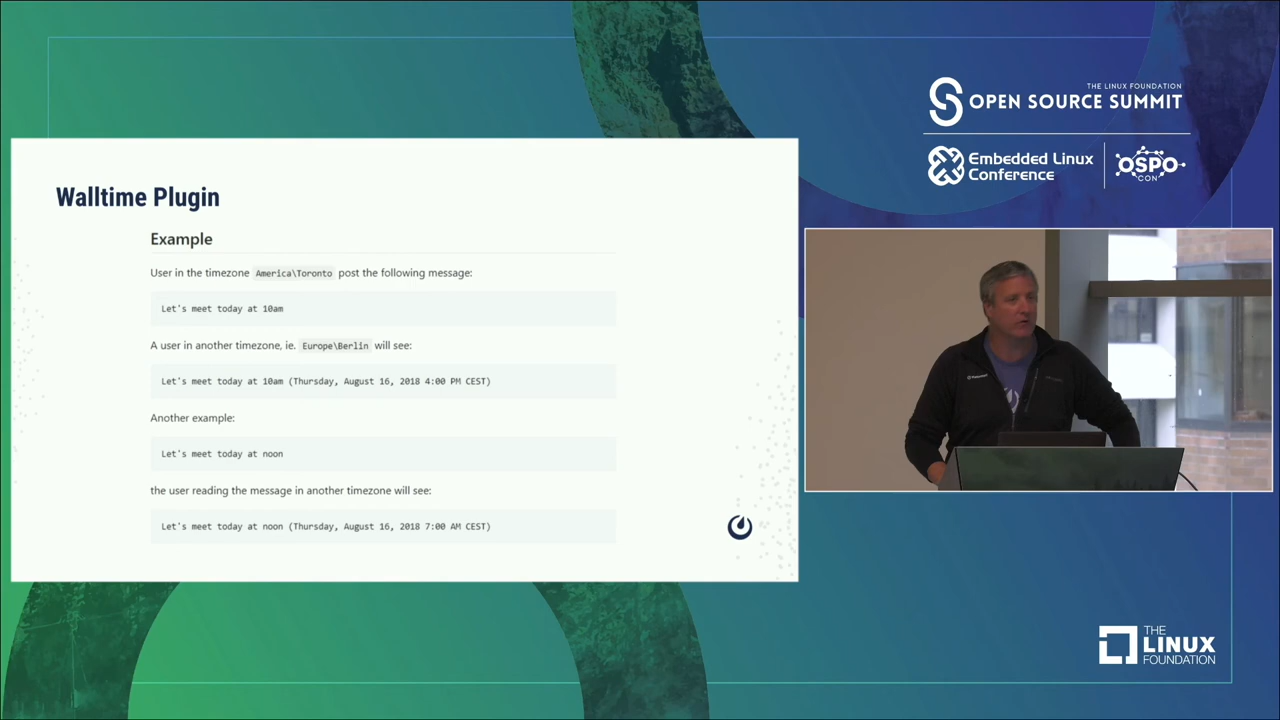 THE LINUX FOUNDATION
OPEN SOURCE SUMMIT
Embedded Linux
Conference
OSPO
CON
Walltime Plugin
Example
User in the timezone America\Toronto post the following message:
Let's meet today at 10am
A user in another timezone, ie. Europe\Berlin will see:
Let's meet today at 10am (Thursday, August 16, 2018 4:00 PM CEST)
Another example:
Let's meet today at noon
the user reading the message in another timezone will see:
Let's meet today at noon (Thursday, August 16, 2018 7:00 AM CEST)
THE
LINUX
FOUNDATION